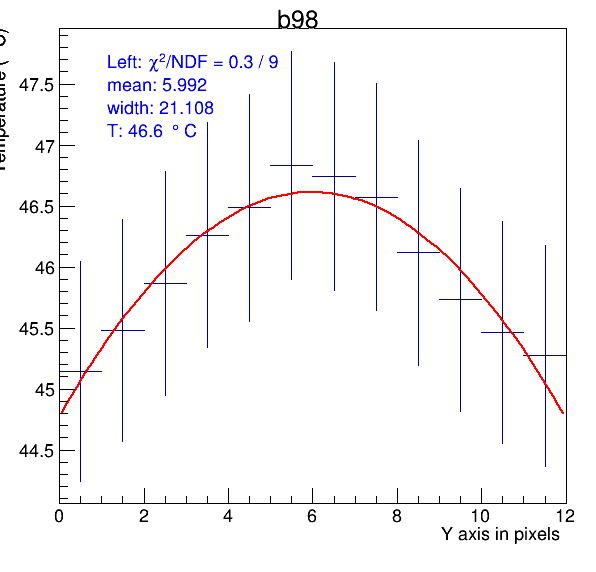 b98
Temperature (°C)
Left: χ²/NDF = 0.3 / 9
mean: 5.992
width: 21.108
T: 46.6 ° C
47.5
47
46.5
46
45.5
45
44.5
0 2 4 6 8 10 12
Y axis in pixels